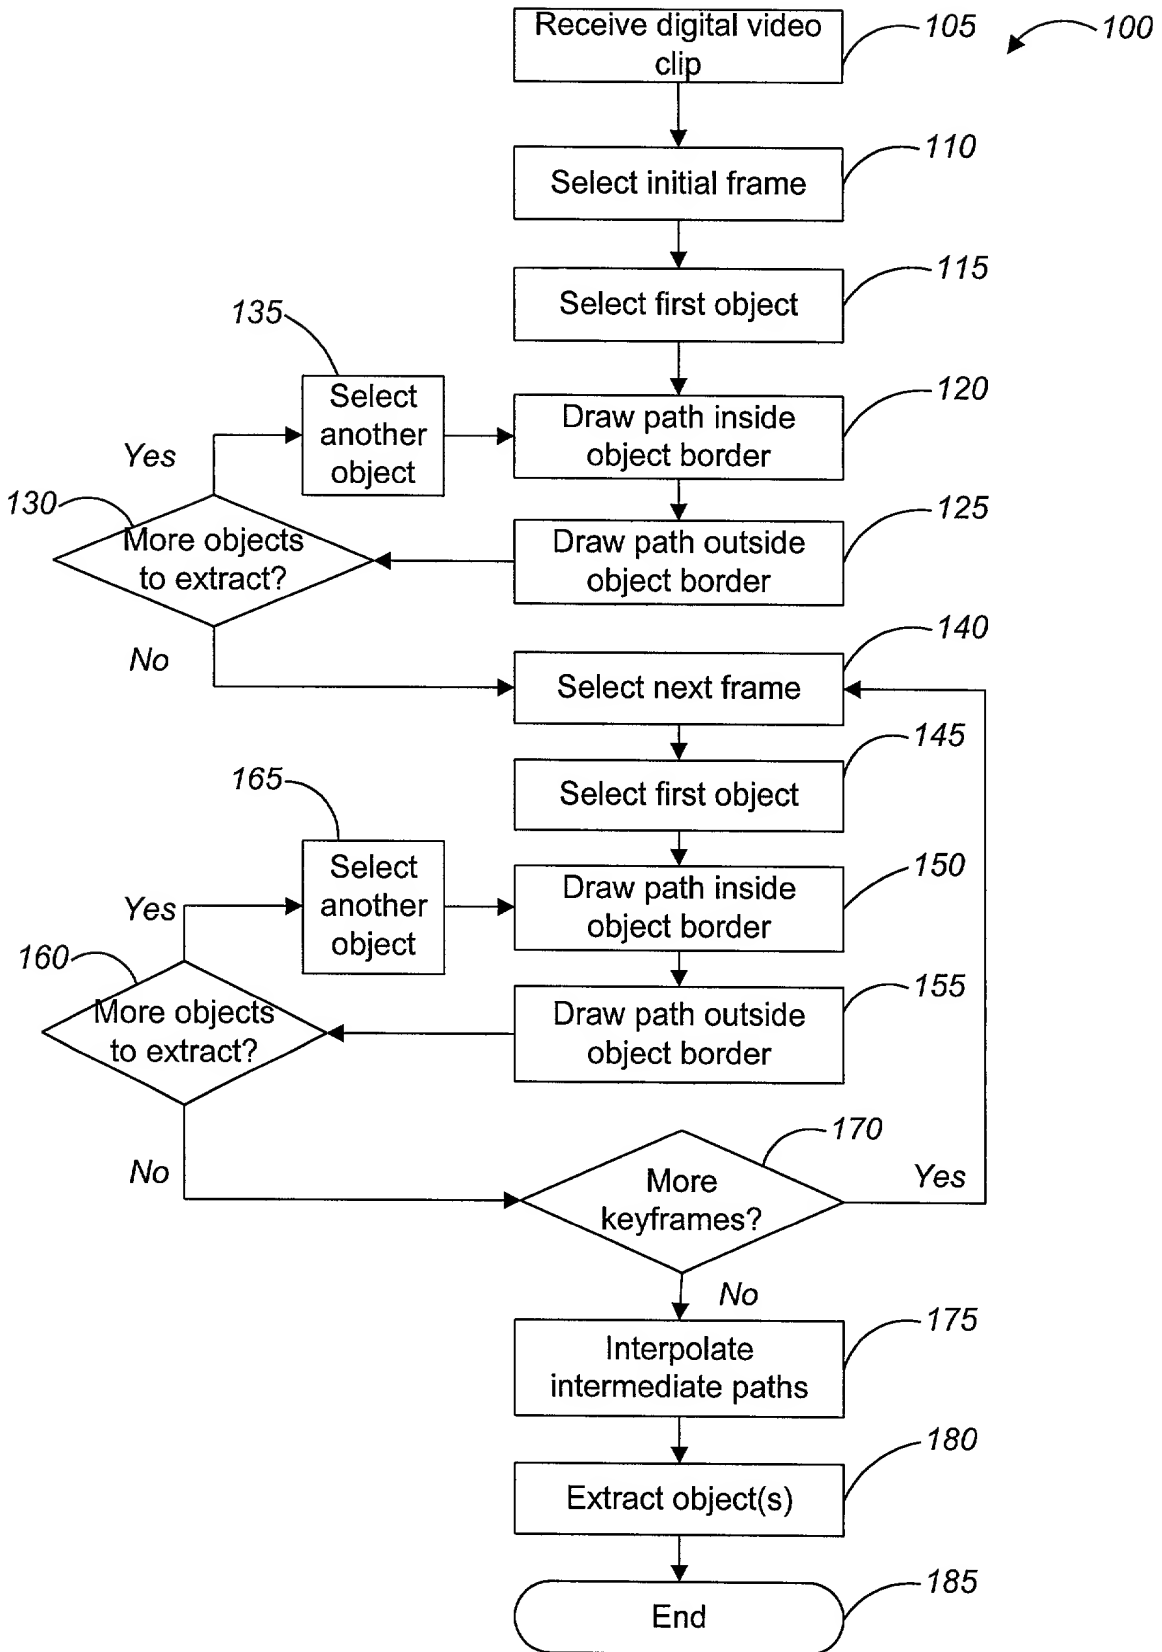 Receive digital video
clip
105
100
Select initial frame
110
Select first object
115
135
Select
another
object
Draw path inside
object border
120
Yes
130
More objects
to extract?
Draw path outside
object border
125
No
Select next frame
140
Select first object
145
165
Select
another
object
Draw path inside
object border
150
Yes
160
More objects
to extract?
Draw path outside
object border
155
No
More
keyframes?
170
Yes
No
Interpolate
intermediate paths
175
Extract object(s)
180
End
185